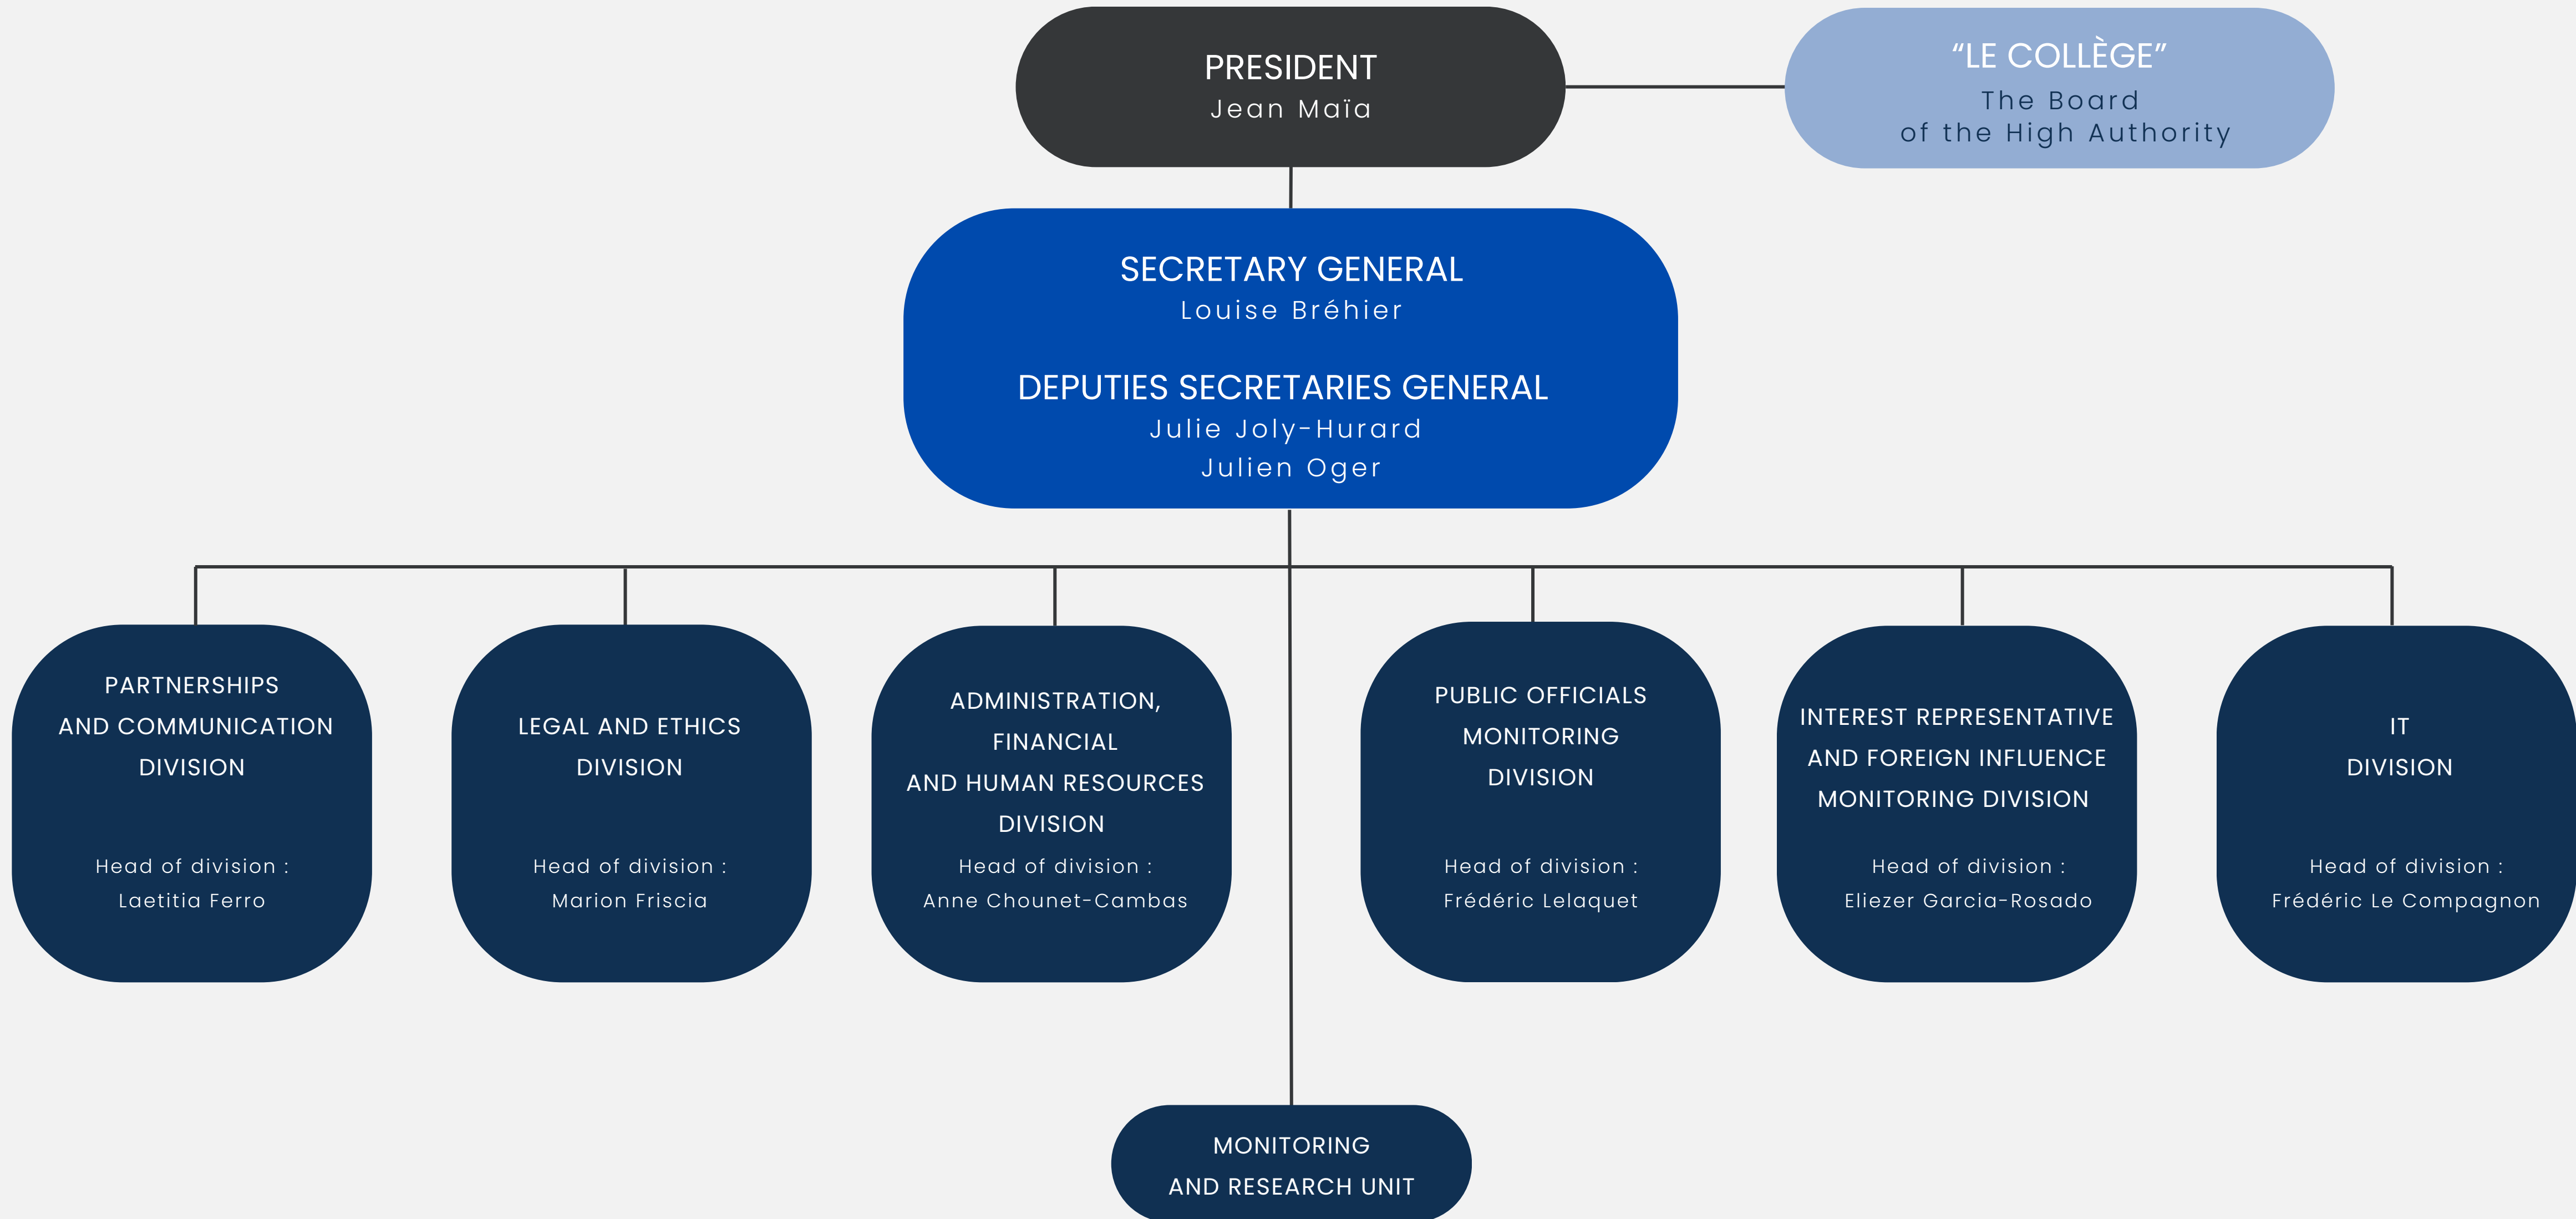 PRESIDENT
Jean Maïa
“LE COLLÈGE”
The Board
of the High Authority
SECRETARY GENERAL
Louise Bréhier
DEPUTIES SECRETARIES GENERAL
Julie Joly-Hurard
Julien Oger
PARTNERSHIPS
AND COMMUNICATION
DIVISION
Head of division :
Laetitia Ferro
LEGAL AND ETHICS
DIVISION
Head of division :
Marion Friscia
ADMINISTRATION,
FINANCIAL
AND HUMAN RESOURCES
DIVISION
Head of division :
Anne Chounet-Cambas
PUBLIC OFFICIALS
MONITORING
DIVISION
Head of division :
Frédéric Lelaquet
INTEREST REPRESENTATIVE
AND FOREIGN INFLUENCE
MONITORING DIVISION
Head of division :
Eliezer Garcia-Rosado
IT
DIVISION
Head of division :
Frédéric Le Compagnon
MONITORING
AND RESEARCH UNIT